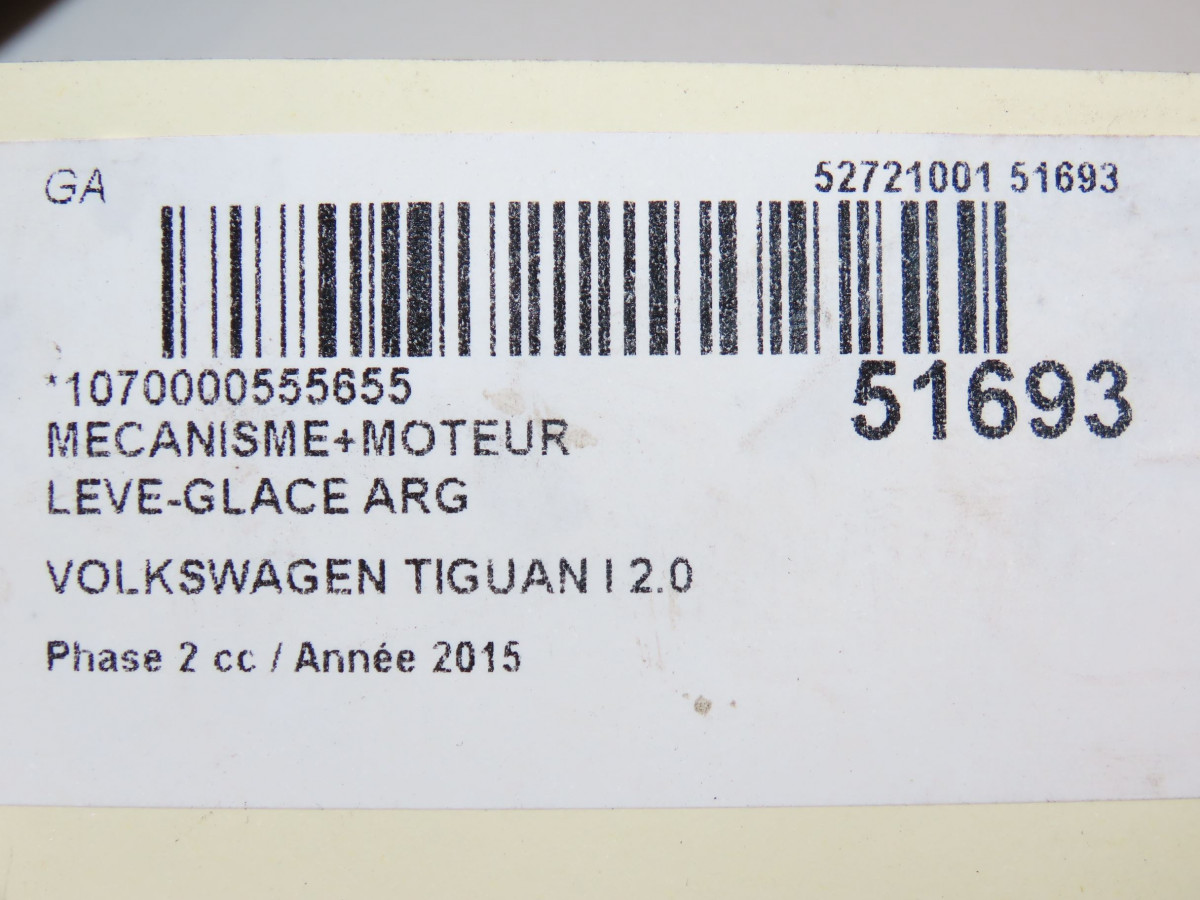 GA
52721001 51693
*1070000555655
51693
MECANISME+MOTEUR
LEVE-GLACE ARG
VOLKSWAGEN TIGUAN I 2.0
Phase 2 cc / Année 2015